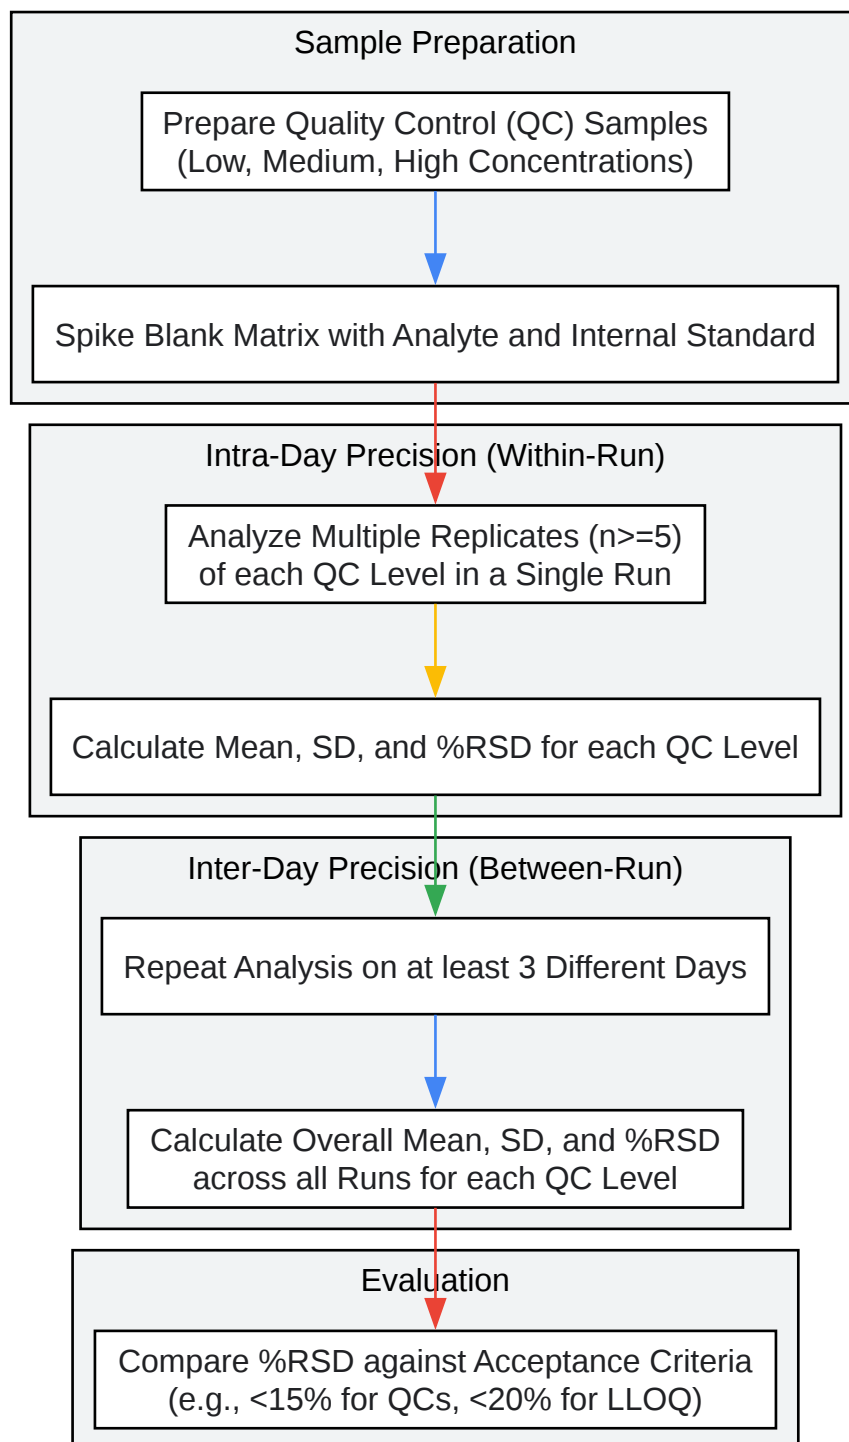 Sample Preparation
Prepare Quality Control (QC) Samples
(Low, Medium, High Concentrations)
Spike Blank Matrix with Analyte and Internal Standard
Intra-Day Precision (Within-Run)
Analyze Multiple Replicates (n>=5)
of each QC Level in a Single Run
Calculate Mean, SD, and %RSD for each QC Level
Inter-Day Precision (Between-Run)
Repeat Analysis on at least 3 Different Days
Calculate Overall Mean, SD, and %RSD
across all Runs for each QC Level
Evaluation
Compare %RSD against Acceptance Criteria
(e.g., <15% for QCs, <20% for LLOQ)